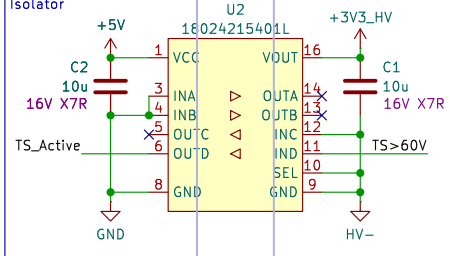 Isolator
U2
18024215401L
+5V
+3V3_HV
1
VCC
VOUT
16
C2
10u
16V X7R
C1
10u
16V X7R
3
INA
OUTA
14
4
INB
OUTB
13
5
OUTC
INC
12
TS_Active
6
OUTD
IND
11
TS>60V
SEL
10
8
GND
GND
9
GND
HV-